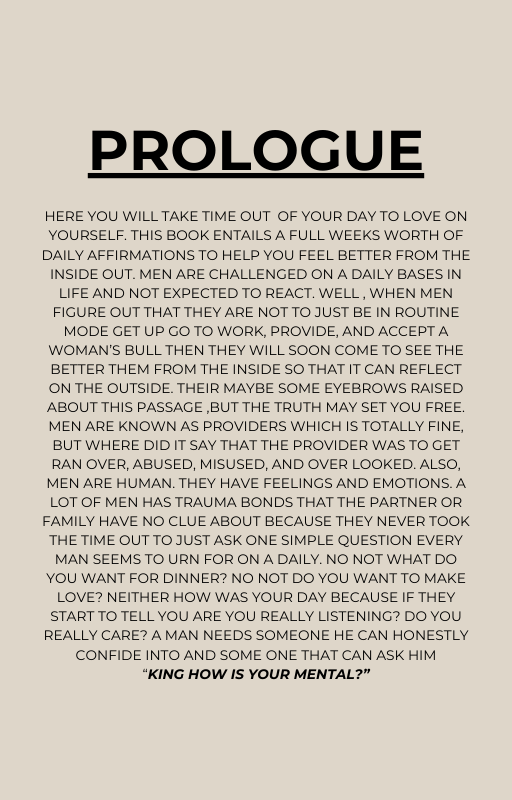 PROLOGUE
HERE YOU WILL TAKE TIME OUT  OF YOUR DAY TO LOVE ON
YOURSELF. THIS BOOK ENTAILS A FULL WEEKS WORTH OF
DAILY AFFIRMATIONS TO HELP YOU FEEL BETTER FROM THE
INSIDE OUT. MEN ARE CHALLENGED ON A DAILY BASES IN
LIFE AND NOT EXPECTED TO REACT. WELL , WHEN MEN
FIGURE OUT THAT THEY ARE NOT TO JUST BE IN ROUTINE
MODE GET UP GO TO WORK, PROVIDE, AND ACCEPT A
WOMAN'S BULL THEN THEY WILL SOON COME TO SEE THE
BETTER THEM FROM THE INSIDE SO THAT IT CAN REFLECT
ON THE OUTSIDE. THEIR MAYBE SOME EYEBROWS RAISED
ABOUT THIS PASSAGE ,BUT THE TRUTH MAY SET YOU FREE.
MEN ARE KNOWN AS PROVIDERS WHICH IS TOTALLY FINE,
BUT WHERE DID IT SAY THAT THE PROVIDER WAS TO GET
RAN OVER, ABUSED, MISUSED, AND OVER LOOKED. ALSO,
MEN ARE HUMAN. THEY HAVE FEELINGS AND EMOTIONS. A
LOT OF MEN HAS TRAUMA BONDS THAT THE PARTNER OR
FAMILY HAVE NO CLUE ABOUT BECAUSE THEY NEVER TOOK
THE TIME OUT TO JUST ASK ONE SIMPLE QUESTION EVERY
MAN SEEMS TO URN FOR ON A DAILY. NO NOT WHAT DO
YOU WANT FOR DINNER? NO NOT DO YOU WANT TO MAKE
LOVE? NEITHER HOW WAS YOUR DAY BECAUSE IF THEY
START TO TELL YOU ARE YOU REALLY LISTENING? DO YOU
REALLY CARE? A MAN NEEDS SOMEONE HE CAN HONESTLY
CONFIDE INTO AND SOME ONE THAT CAN ASK HIM
“KING HOW IS YOUR MENTAL?”